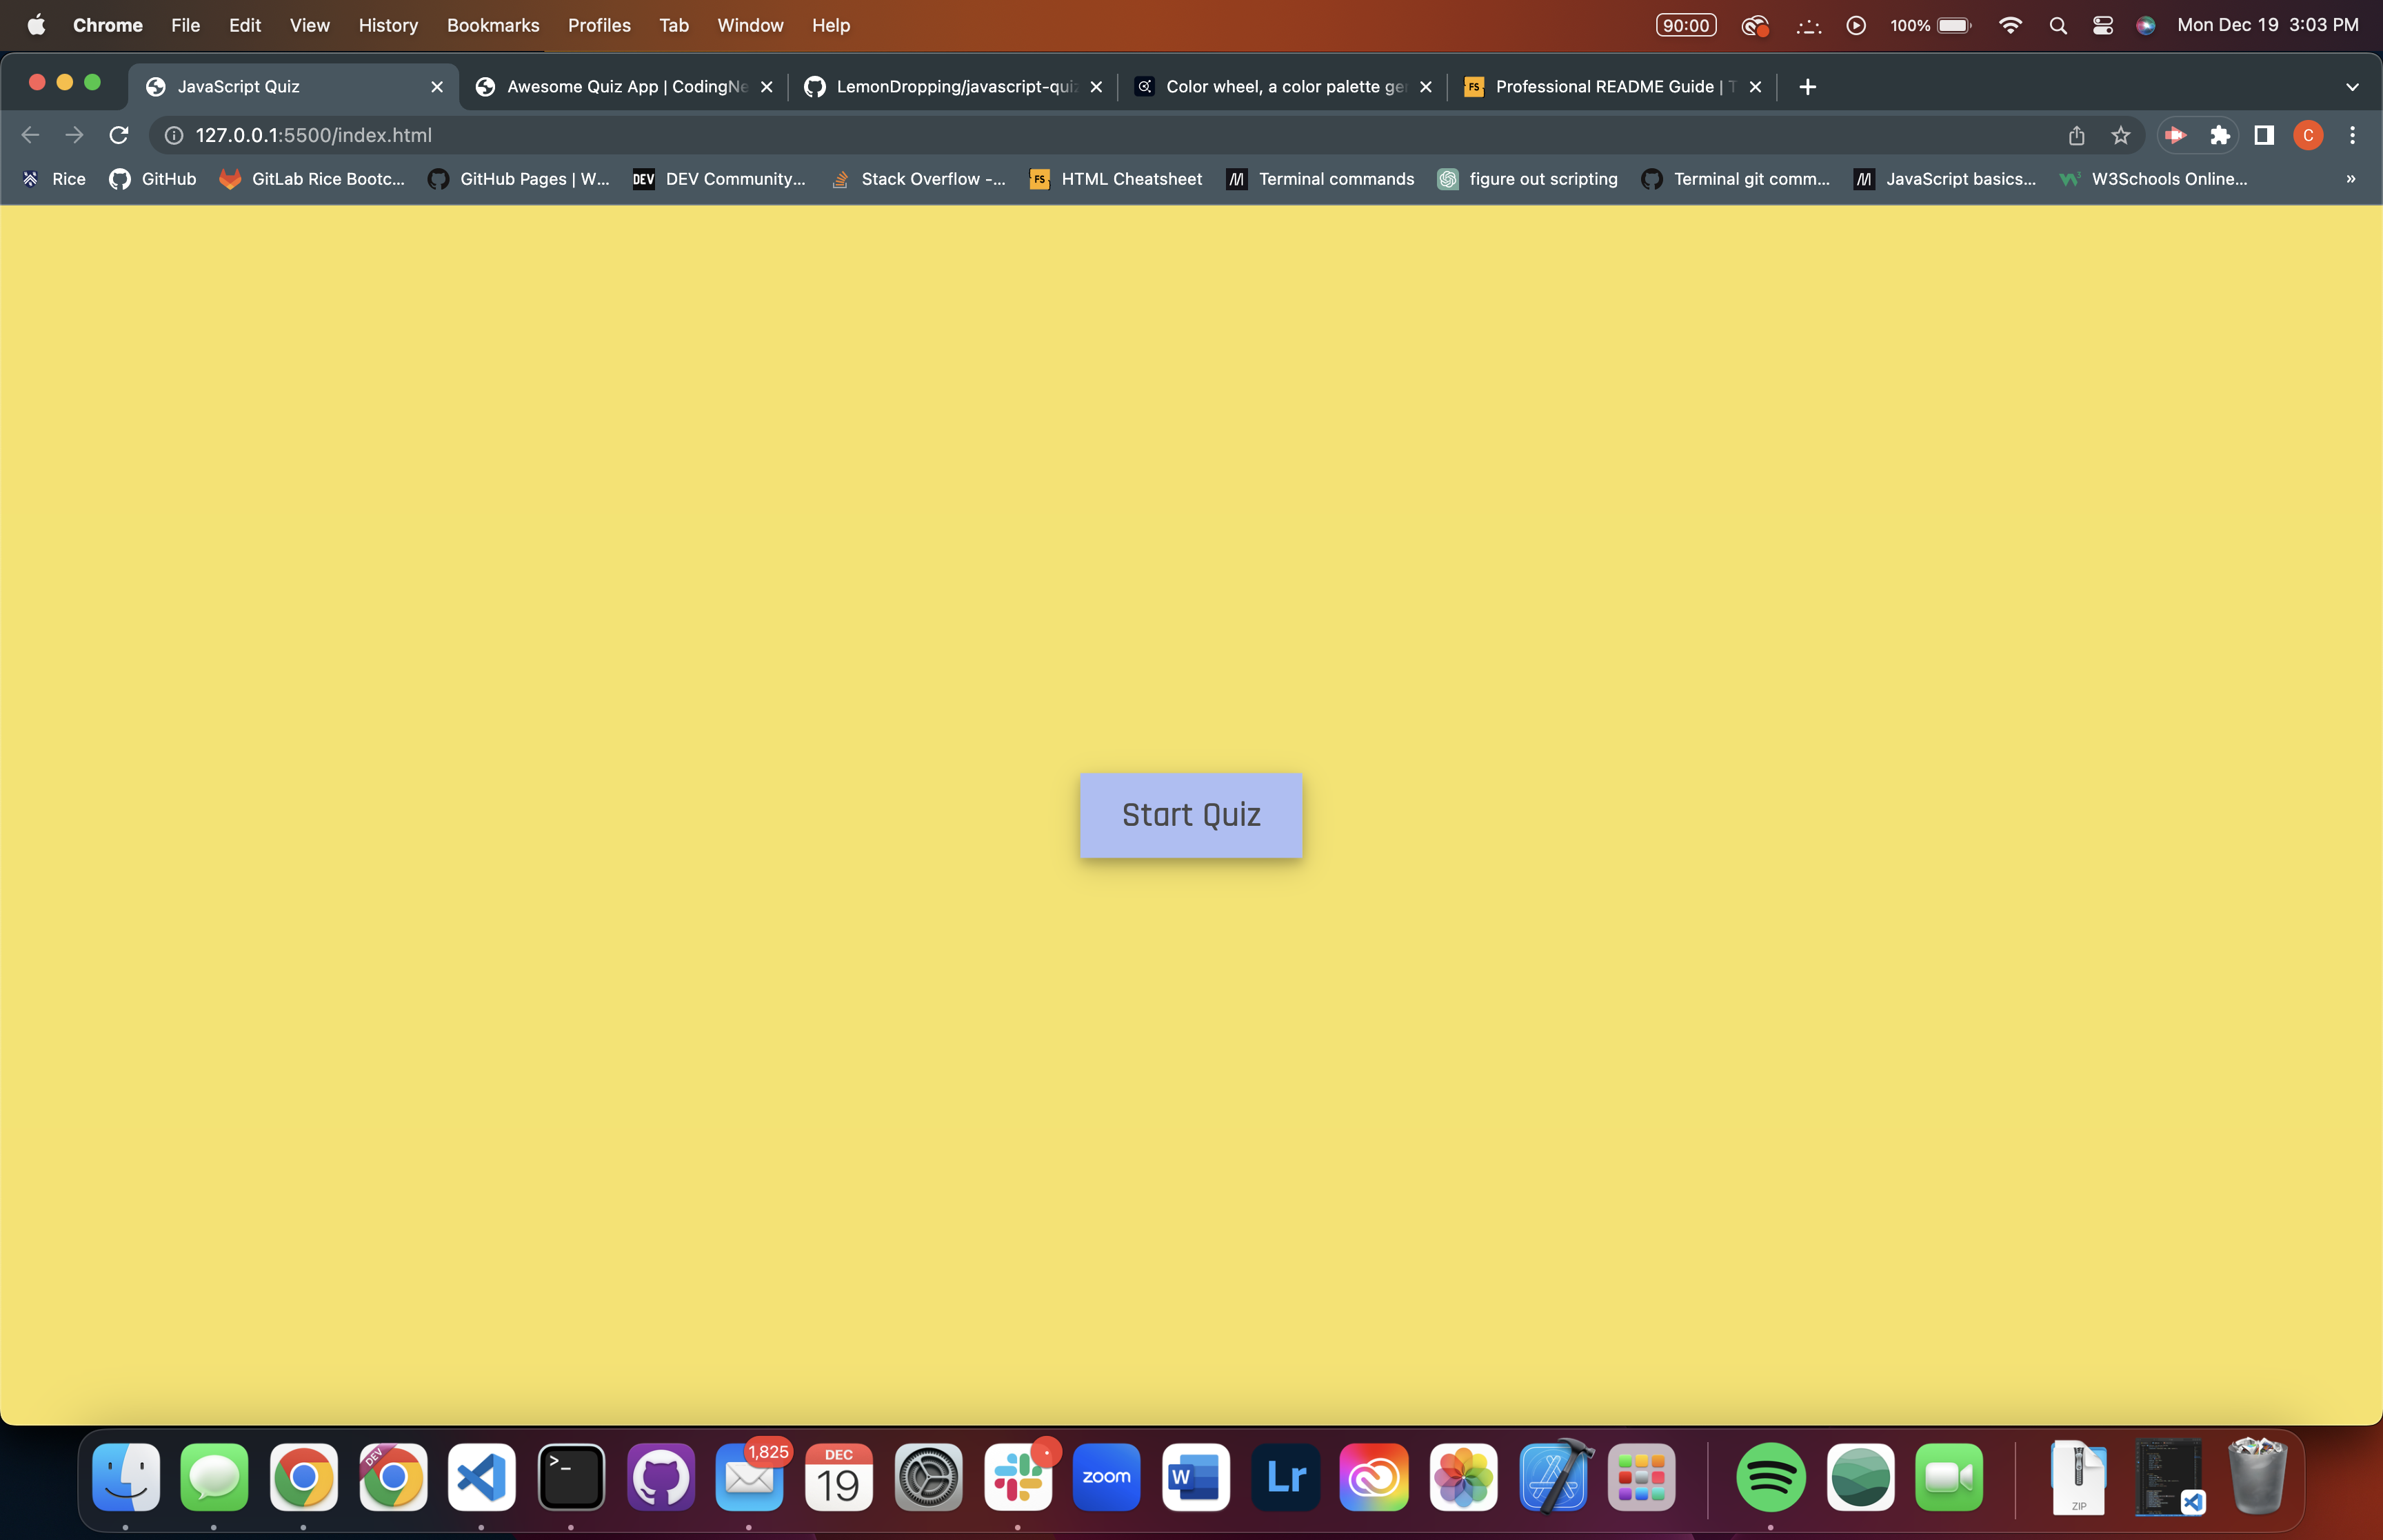 Chrome File Edit View History Bookmarks Profiles Tab Window Help 90:00 100% Mon Dec 19 3:03 PM
JavaScript Quiz Awesome Quiz App | CodingNe LemonDropping/javascript-qui Color wheel, a color palette ge FS Professional README Guide | T
127.0.0.1:5500/index.html C
Rice GitHub GitLab Rice Bootc... GitHub Pages | W... DEV DEV Community... Stack Overflow -... FS HTML Cheatsheet Terminal commands figure out scripting Terminal git comm... JavaScript basics... W3Schools Online... »
Start Quiz
DEV >_ 1,825 DEC 19 zoom W Lr ZIP